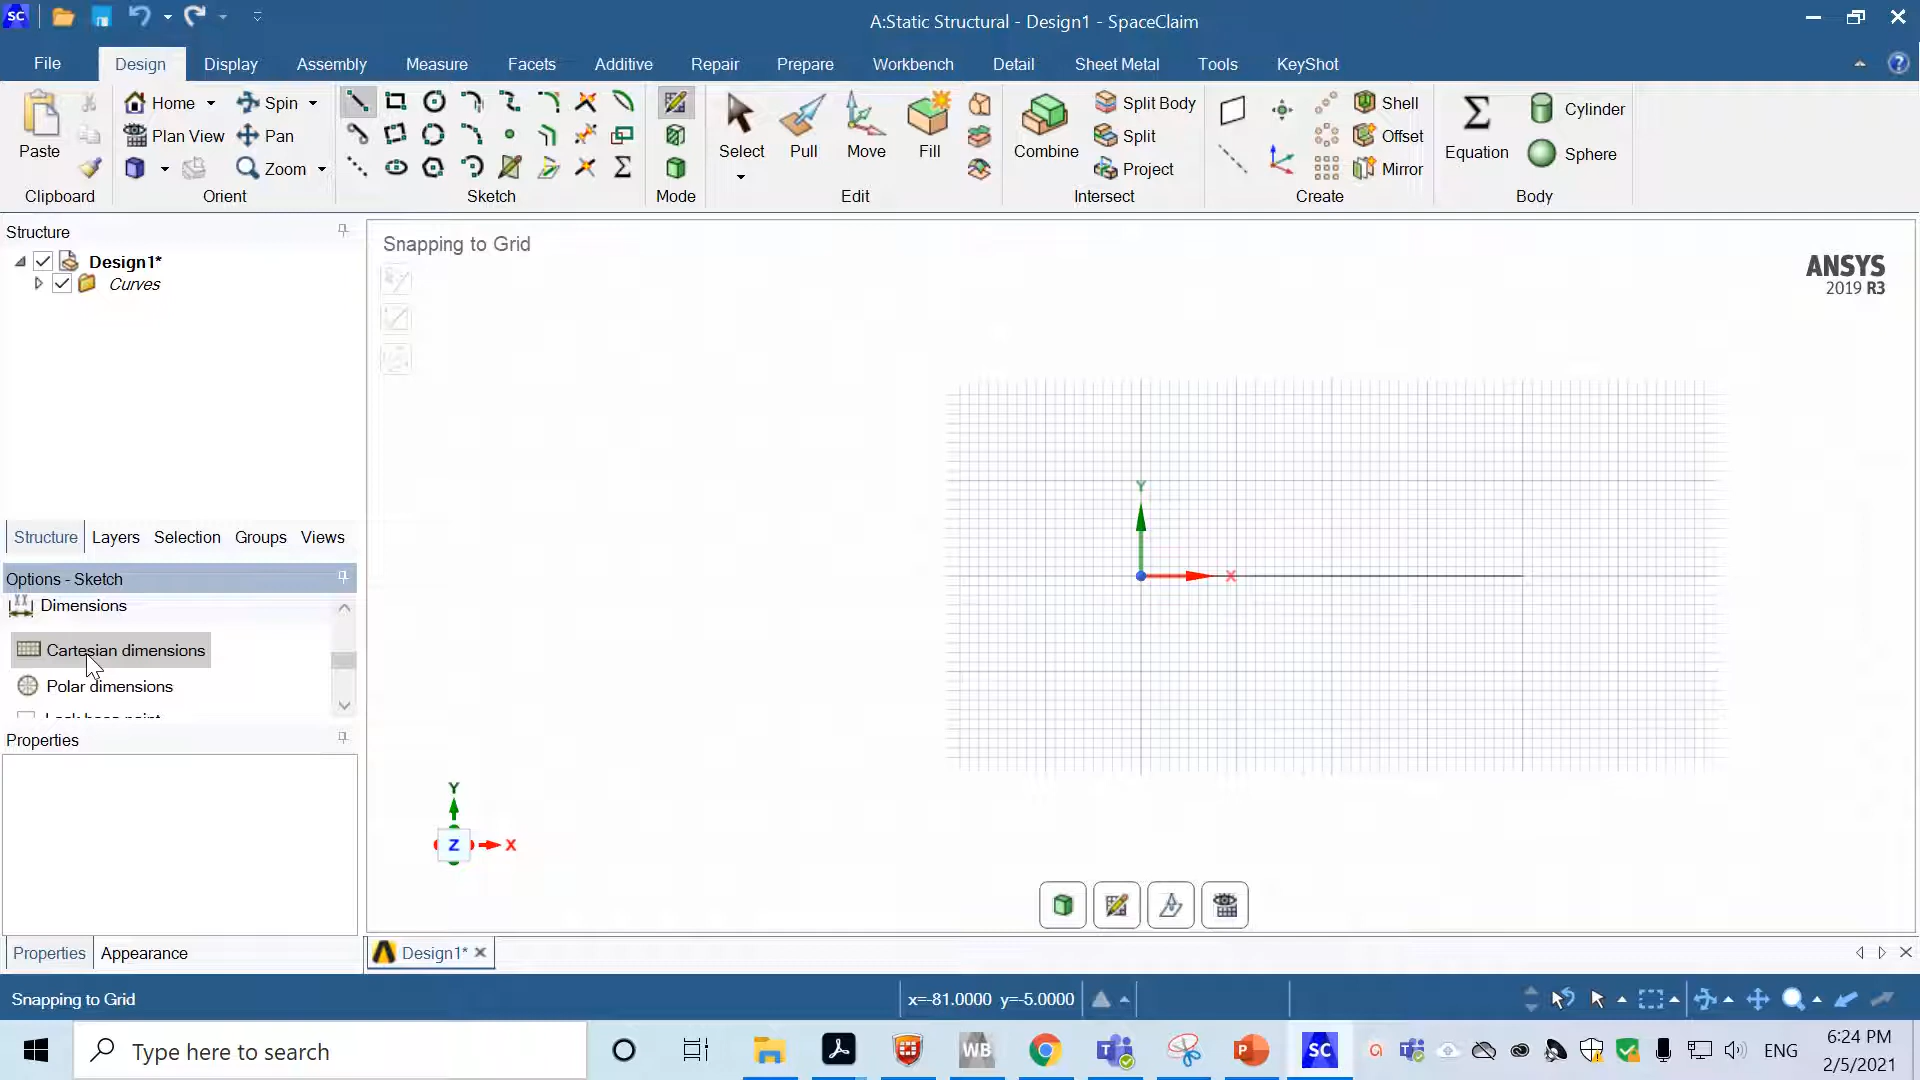 SC
A:Static Structural - Design1 - SpaceClaim
File Design Display Assembly Measure Facets Additive Repair Prepare Workbench Detail Sheet Metal Tools KeyShot
Home Spin Split Body Shell Cylinder
Plan View Pan Split Offset
Paste Select Pull Move Fill Combine Equation Sphere
Zoom Project Mirror
Clipboard Orient Sketch Mode Edit Intersect Create Body
Structure
Design1*
Curves
Snapping to Grid
ANSYS
2019 R3
Y
X
Structure Layers Selection Groups Views
Options - Sketch
Dimensions
Cartesian dimensions
Polar dimensions
Properties
Y
Z X
Properties Appearance
Design1*
Snapping to Grid
x=-81.0000 y=-5.0000
Type here to search
WB
SC
ENG
6:24 PM
2/5/2021